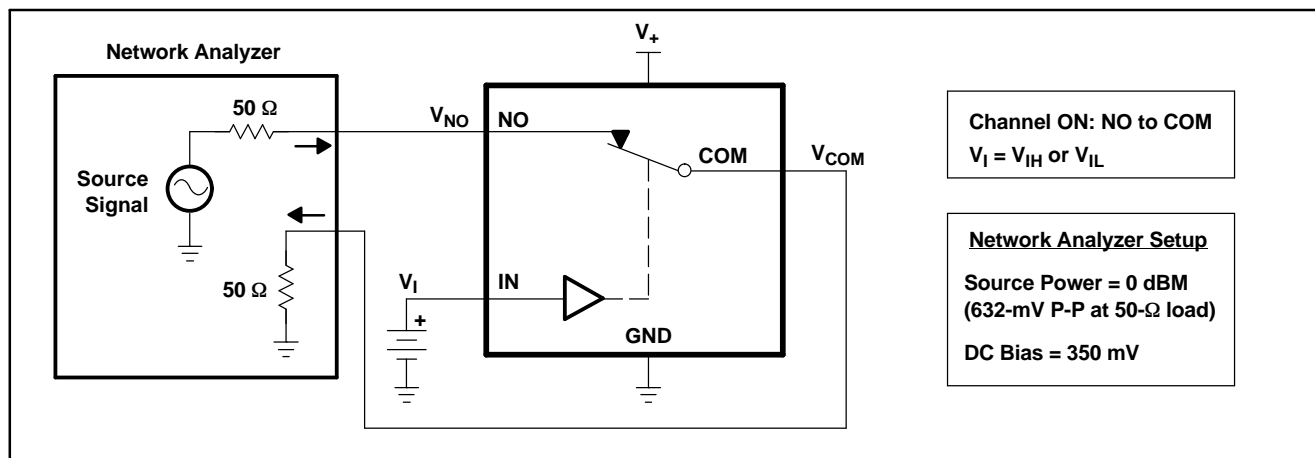 Network Analyzer
50 Ω
Source
Signal
50 Ω
V+
VNO
NO
COM
VCOM
VI
+
IN
GND
Channel ON: NO to COM
VI = VIH or VIL
Network Analyzer Setup
Source Power = 0 dBM
(632-mV P-P at 50-Ω load)
DC Bias = 350 mV